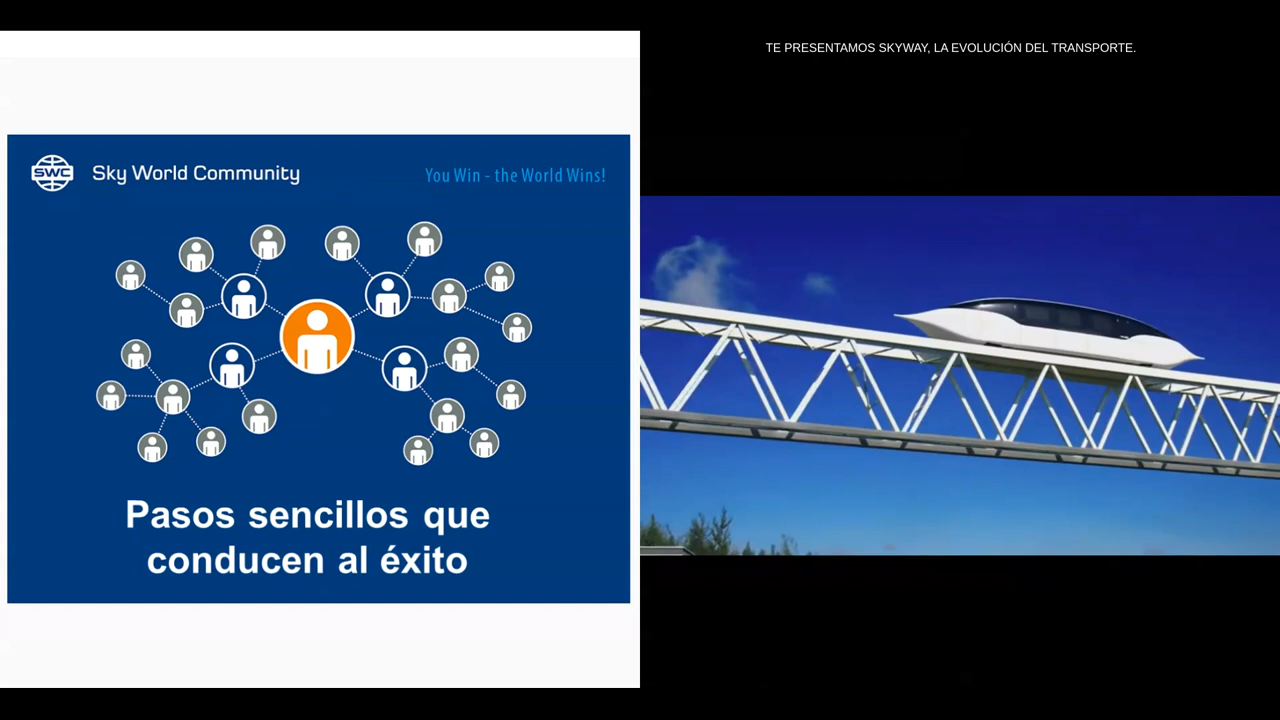 SWC
Sky World Community
You Win - the World Wins!
Pasos sencillos que
conducen al éxito
TE PRESENTAMOS SKYWAY, LA EVOLUCIÓN DEL TRANSPORTE.